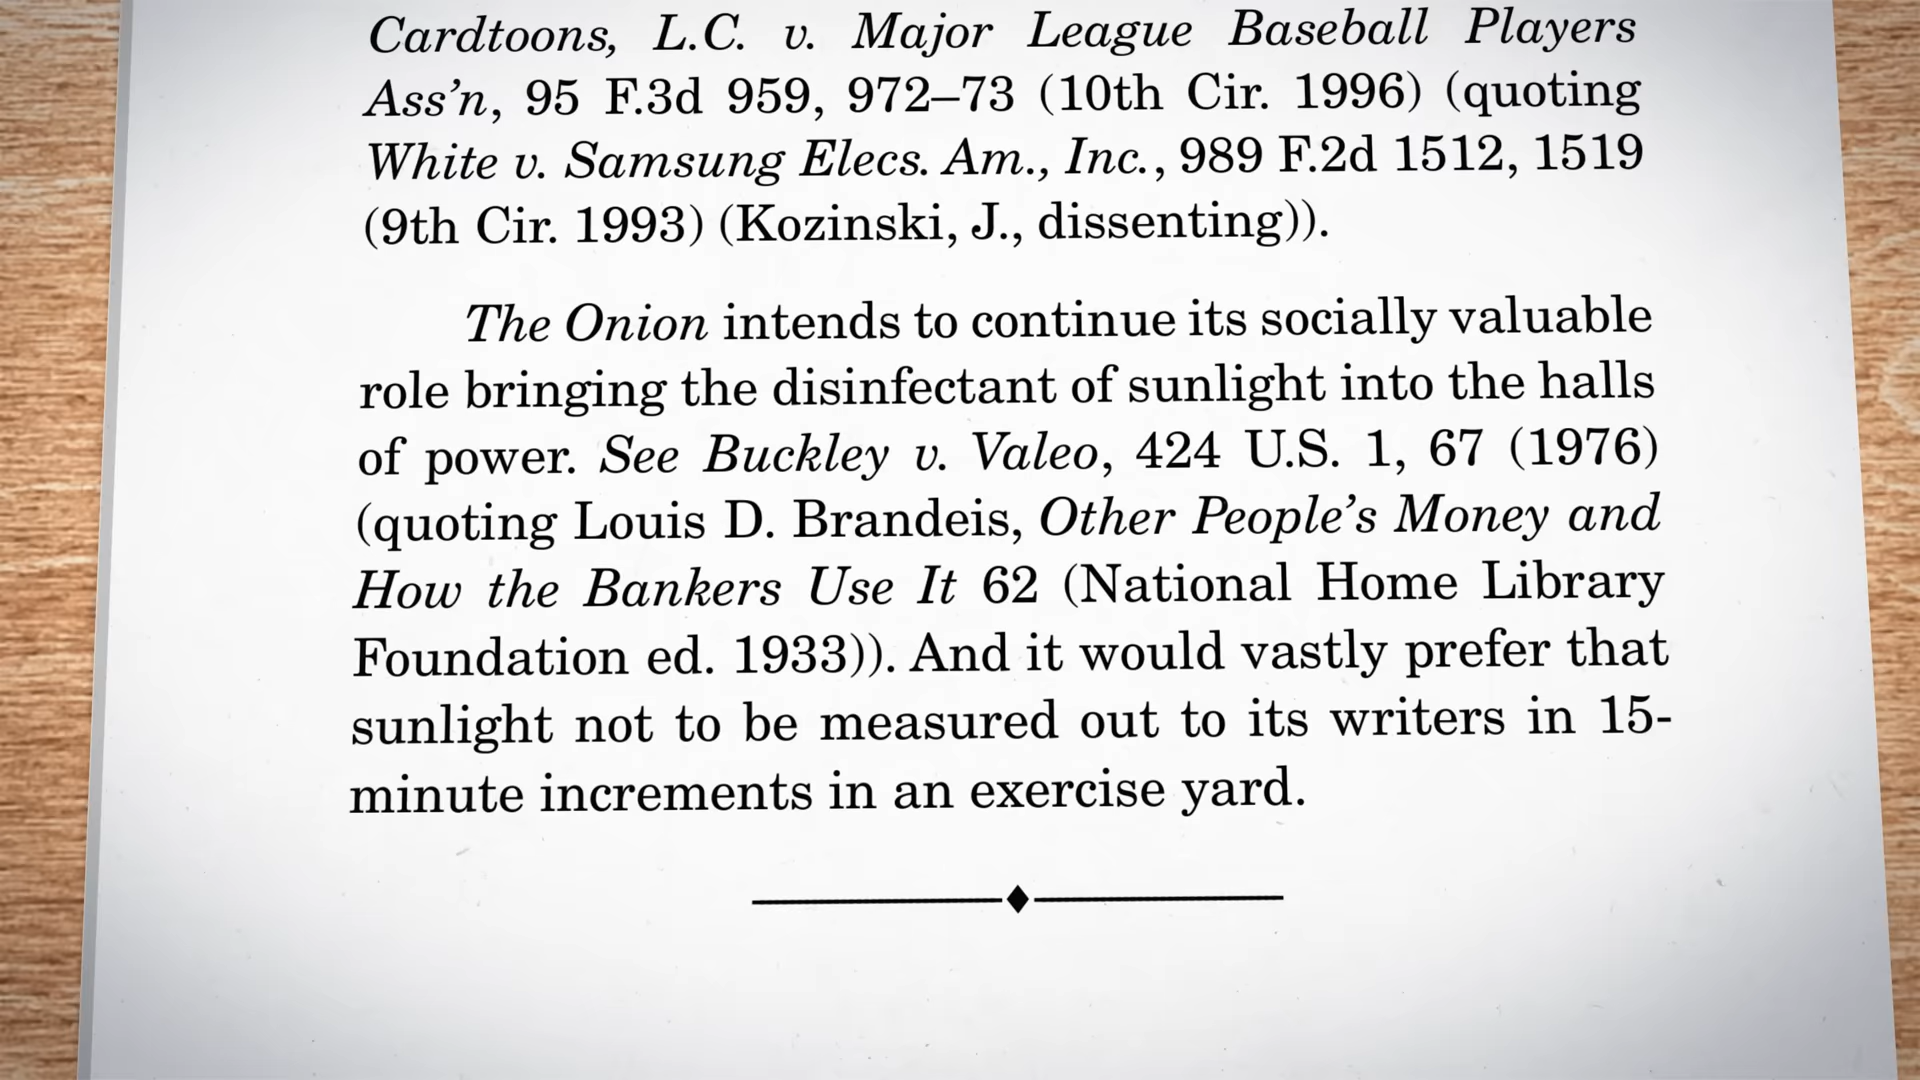 Cardtoons, L.C. v. Major League Baseball Players
Ass’n, 95 F.3d 959, 972–73 (10th Cir. 1996) (quoting
White v. Samsung Elecs. Am., Inc., 989 F.2d 1512, 1519
(9th Cir. 1993) (Kozinski, J., dissenting)).
The Onion intends to continue its socially valuable
role bringing the disinfectant of sunlight into the halls
of power. See Buckley v. Valeo, 424 U.S. 1, 67 (1976)
(quoting Louis D. Brandeis, Other People’s Money and
How the Bankers Use It 62 (National Home Library
Foundation ed. 1933)). And it would vastly prefer that
sunlight not to be measured out to its writers in 15-
minute increments in an exercise yard.